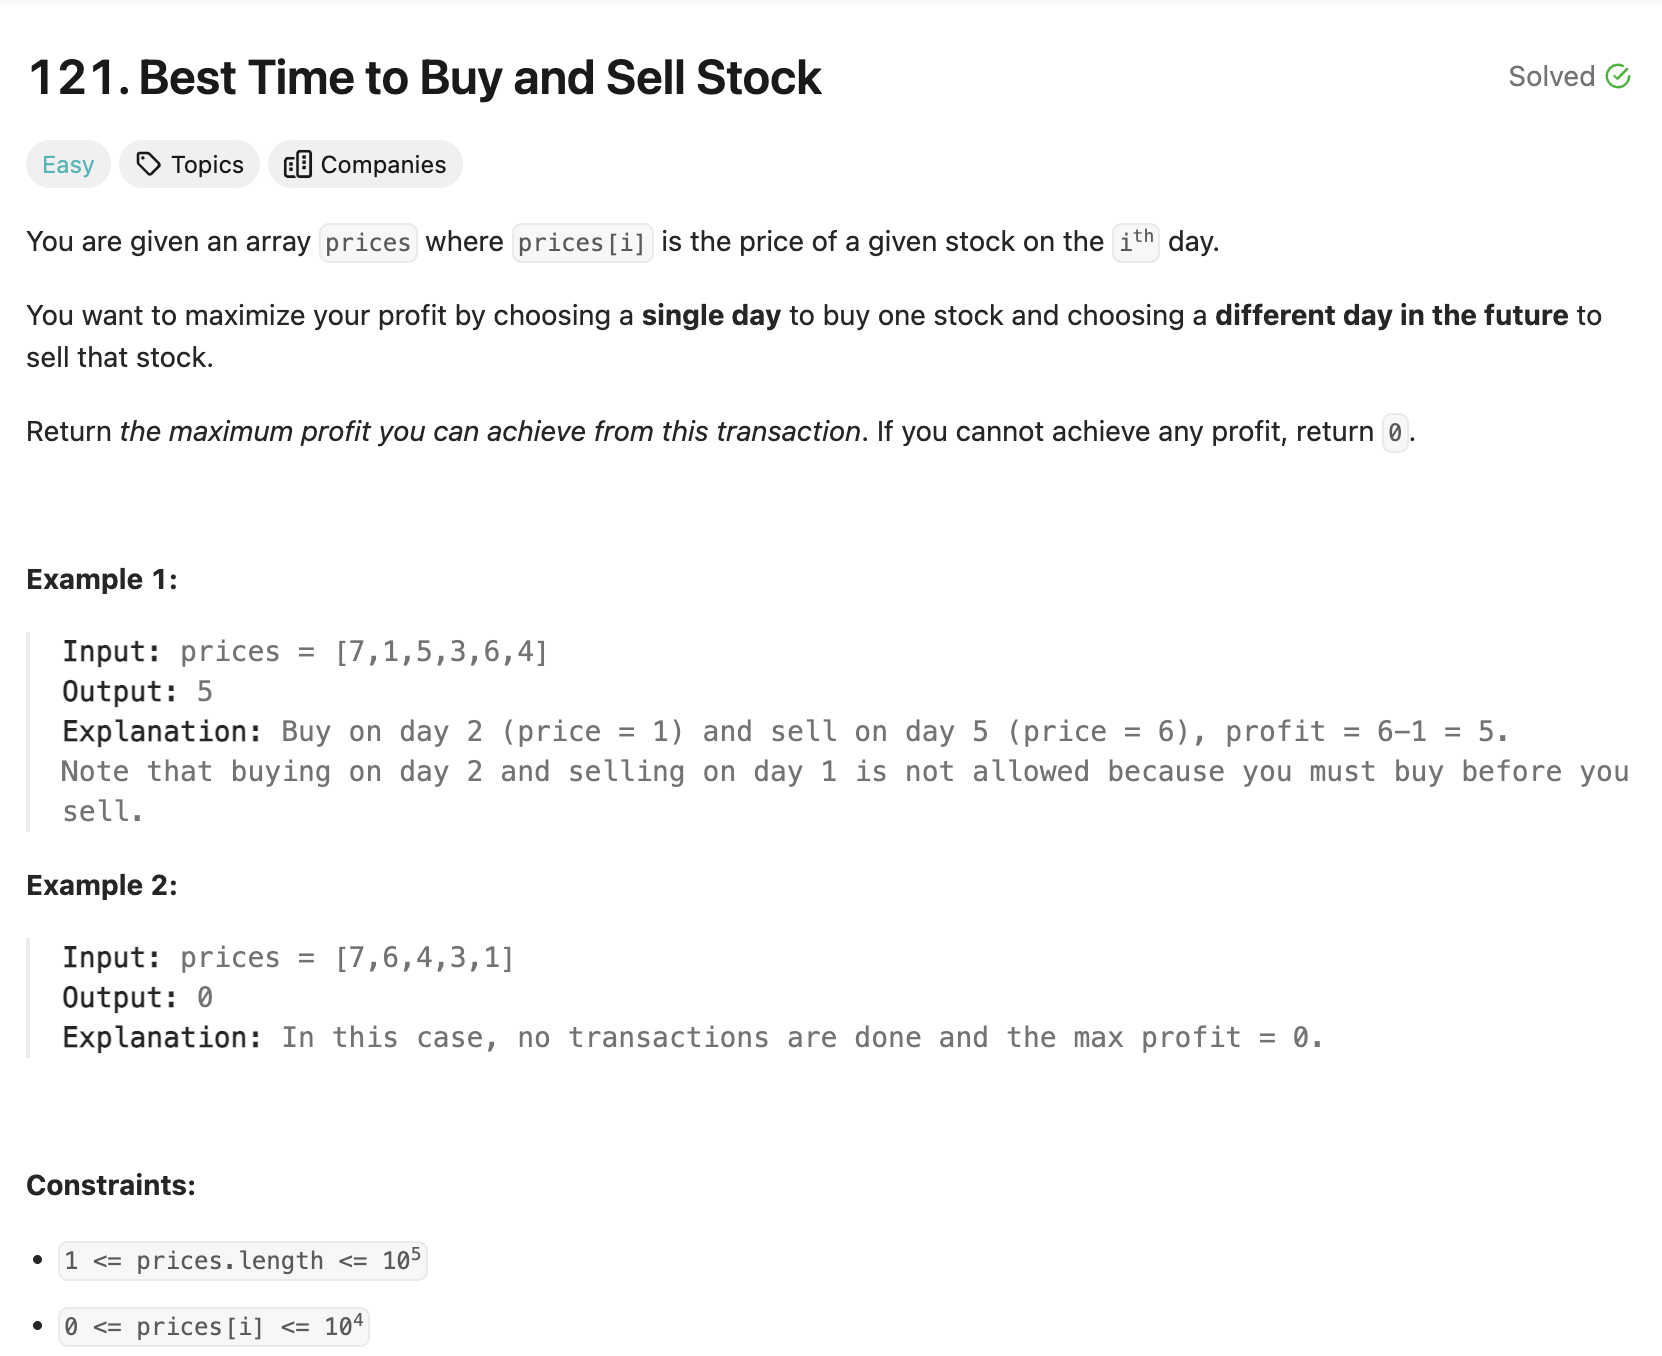 121. Best Time to Buy and Sell Stock
Solved
Easy
Topics
Companies
You are given an array prices where prices[i] is the price of a given stock on the iᵗʰ day.
You want to maximize your profit by choosing a single day to buy one stock and choosing a different day in the future to
sell that stock.
Return the maximum profit you can achieve from this transaction. If you cannot achieve any profit, return 0.
Example 1:
Input: prices = [7,1,5,3,6,4]
Output: 5
Explanation: Buy on day 2 (price = 1) and sell on day 5 (price = 6), profit = 6-1 = 5.
Note that buying on day 2 and selling on day 1 is not allowed because you must buy before you
sell.
Example 2:
Input: prices = [7,6,4,3,1]
Output: 0
Explanation: In this case, no transactions are done and the max profit = 0.
Constraints:
• 1 <= prices.length <= 10⁵
• 0 <= prices[i] <= 10⁴